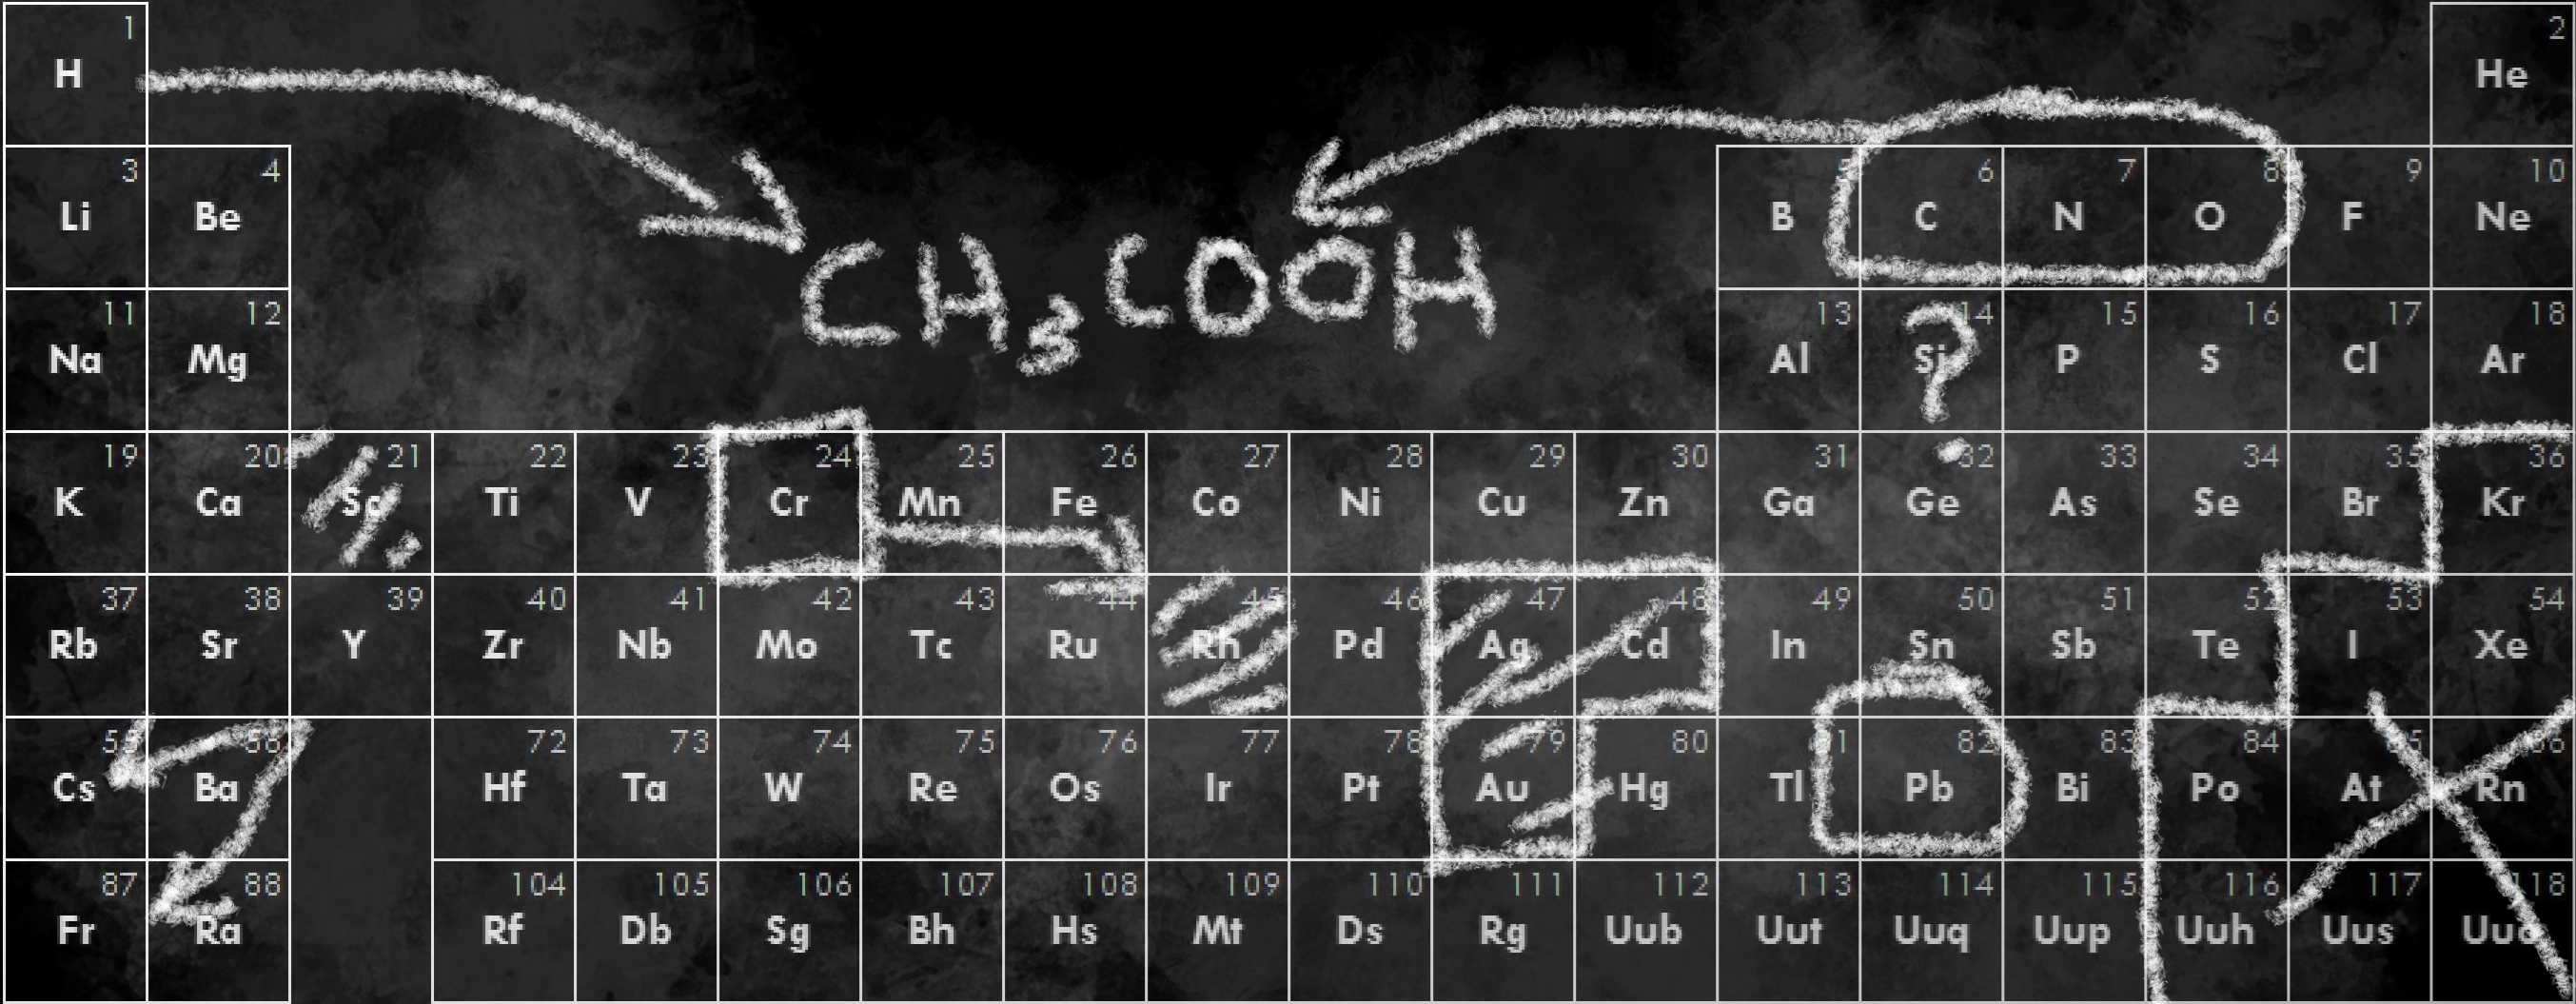 1 2
H He
3 4 5 6 7 8 9 10
Li Be B C N O F Ne
CH₃COOH
11 12 13 14 15 16 17 18
Na Mg Al Si P S Cl Ar
?
19 20 21 22 23 24 25 26 27 28 29 30 31 32 33 34 35 36
K Ca Sc Ti V Cr Mn Fe Co Ni Cu Zn Ga Ge As Se Br Kr
37 38 39 40 41 42 43 44 45 46 47 48 49 50 51 52 53 54
Rb Sr Y Zr Nb Mo Tc Ru Rh Pd Ag Cd In Sn Sb Te I Xe
55 56 72 73 74 75 76 77 78 79 80 81 82 83 84 85 86
Cs Ba Hf Ta W Re Os Ir Pt Au Hg Tl Pb Bi Po At Rn
87 88 104 105 106 107 108 109 110 111 112 113 114 115 116 117 118
Fr Ra Rf Db Sg Bh Hs Mt Ds Rg Uub Uut Uuq Uup Uuh Uus Uuo